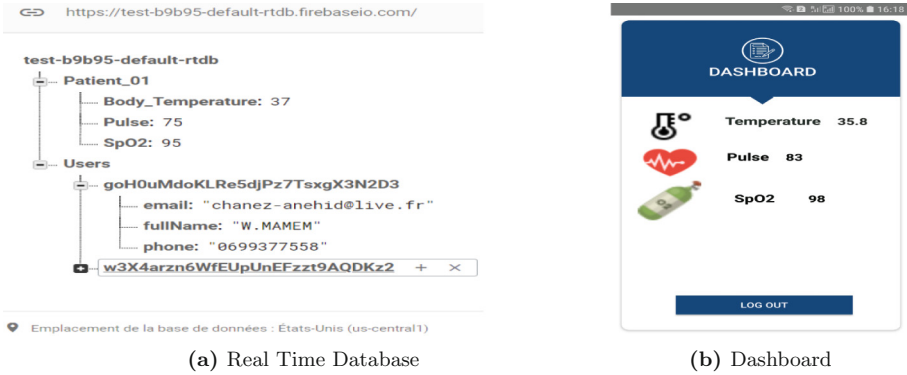 https://test-b9b95-default-rtdb.firebaseio.com/
test-b9b95-default-rtdb
Patient_01
Body_Temperature: 37
Pulse: 75
SpO2: 95
Users
goH0uMdoKLRe5djPz7TsxgX3N2D3
email: "chanez-anehid@live.fr"
fullName: "W.MAMEM"
phone: "0699377558"
w3X4arzn6WfEUpUnEFzzt9AQDKz2 + ×
Emplacement de la base de données : États-Unis (us-central1)
(a) Real Time Database
100% 16:18
DASHBOARD
Temperature 35.8
Pulse 83
SpO2 98
O2
LOG OUT
(b) Dashboard